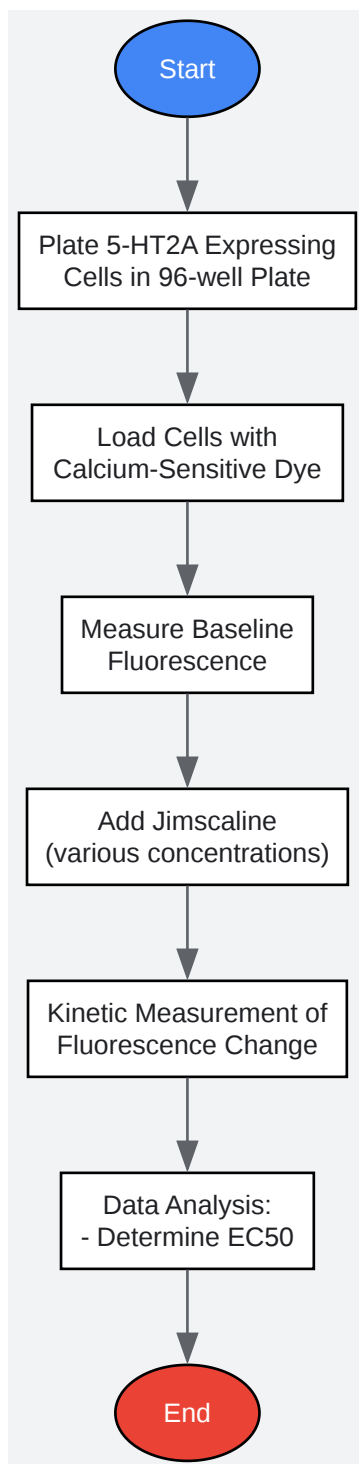 Start
Plate 5-HT2A Expressing
Cells in 96-well Plate
Load Cells with
Calcium-Sensitive Dye
Measure Baseline
Fluorescence
Add Jimscaline
(various concentrations)
Kinetic Measurement of
Fluorescence Change
Data Analysis:
- Determine EC50
End